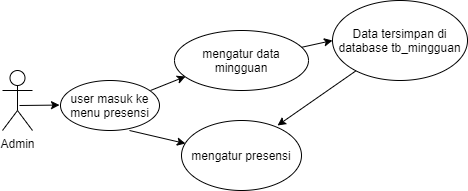 Data tersimpan di
database tb_mingguan
mengatur data
mingguan
user masuk ke
menu presensi
Admin
mengatur presensi